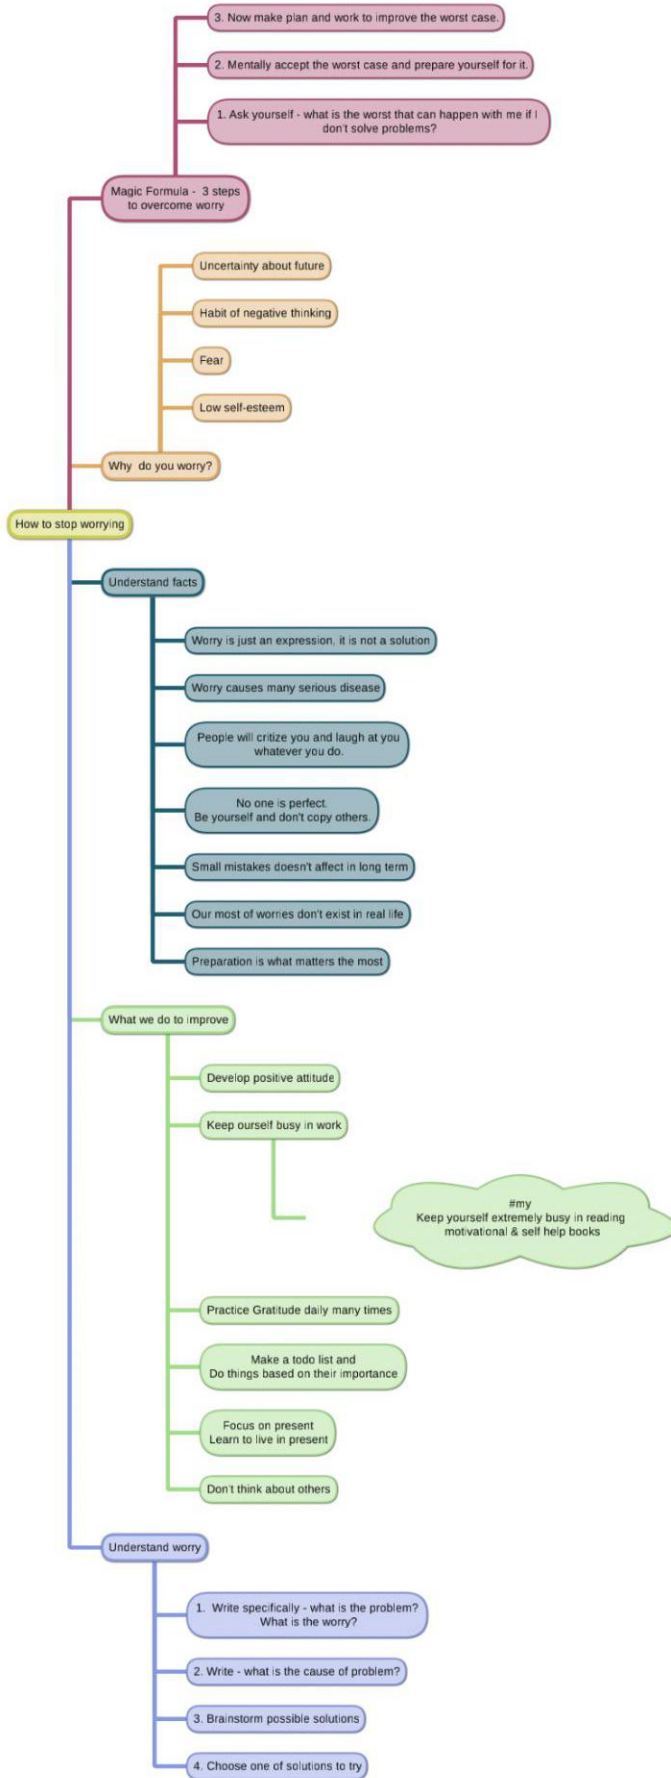 3. Now make plan and work to improve the worst case.
2. Mentally accept the worst case and prepare yourself for it.
1. Ask yourself - what is the worst that can happen with me if I
don't solve problems?
Magic Formula - 3 steps
to overcome worry
Uncertainty about future
Habit of negative thinking
Fear
Low self-esteem
Why do you worry?
How to stop worrying
Understand facts
Worry is just an expression, it is not a solution
Worry causes many serious disease
People will critize you and laugh at you
whatever you do.
No one is perfect.
Be yourself and don't copy others.
Small mistakes doesn't affect in long term
Our most of worries don't exist in real life
Preparation is what matters the most
What we do to improve
Develop positive attitude
Keep ourself busy in work
#my
Keep yourself extremely busy in reading
motivational & self help books
Practice Gratitude daily many times
Make a todo list and
Do things based on their importance
Focus on present
Learn to live in present
Don't think about others
Understand worry
1. Write specifically - what is the problem?
What is the worry?
2. Write - what is the cause of problem?
3. Brainstorm possible solutions
4. Choose one of solutions to try